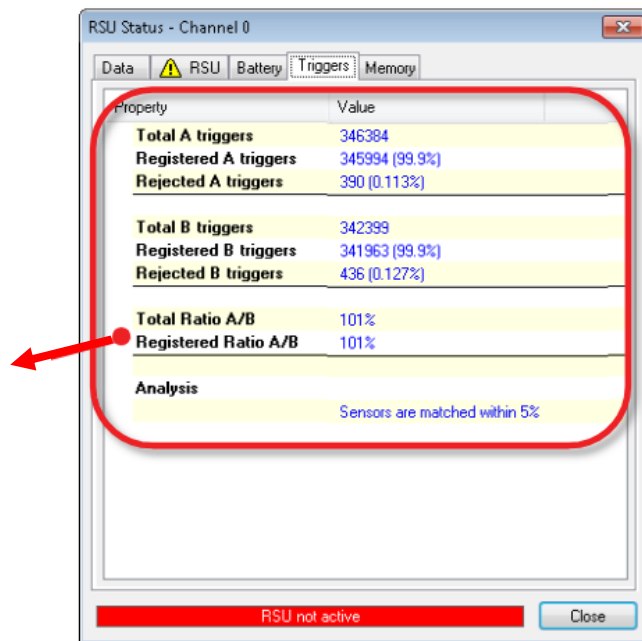 RSU Status - Channel 0
Data RSU Battery Triggers Memory
Property Value
Total A triggers 346384
Registered A triggers 345994 (99.9%)
Rejected A triggers 390 (0.113%)
Total B triggers 342399
Registered B triggers 341963 (99.9%)
Rejected B triggers 436 (0.127%)
Total Ratio A/B 101%
Registered Ratio A/B 101%
Analysis
Sensors are matched within 5%
RSU not active Close